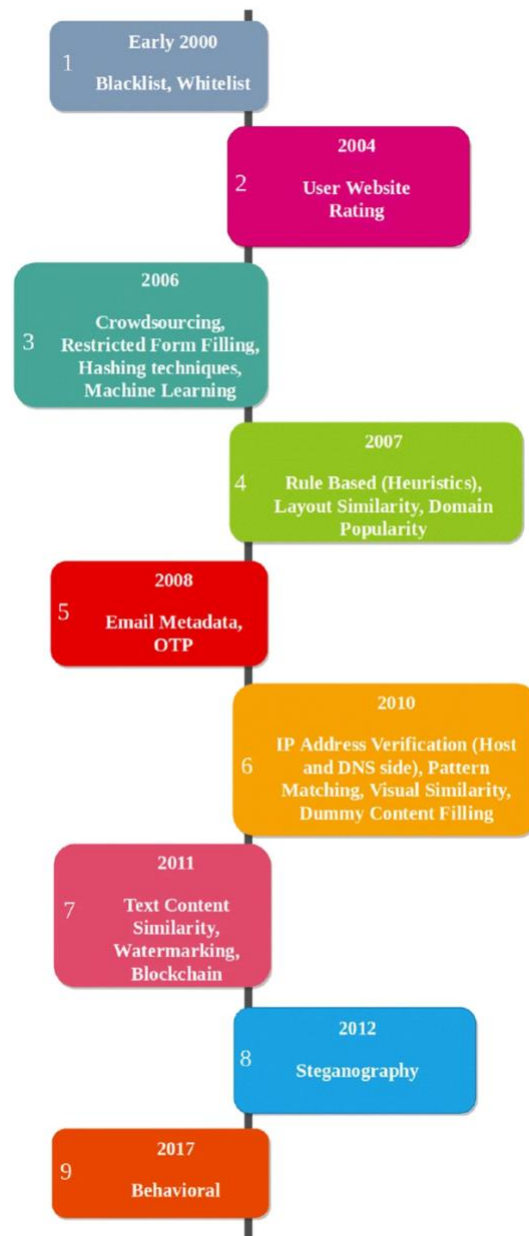 1
Early 2000
Blacklist, Whitelist
2
2004
User Website
Rating
3
2006
Crowdsourcing,
Restricted Form Filling,
Hashing techniques,
Machine Learning
4
2007
Rule Based (Heuristics),
Layout Similarity, Domain
Popularity
5
2008
Email Metadata,
OTP
6
2010
IP Address Verification (Host
and DNS side), Pattern
Matching, Visual Similarity,
Dummy Content Filling
7
2011
Text Content
Similarity,
Watermarking,
Blockchain
8
2012
Steganography
9
2017
Behavioral